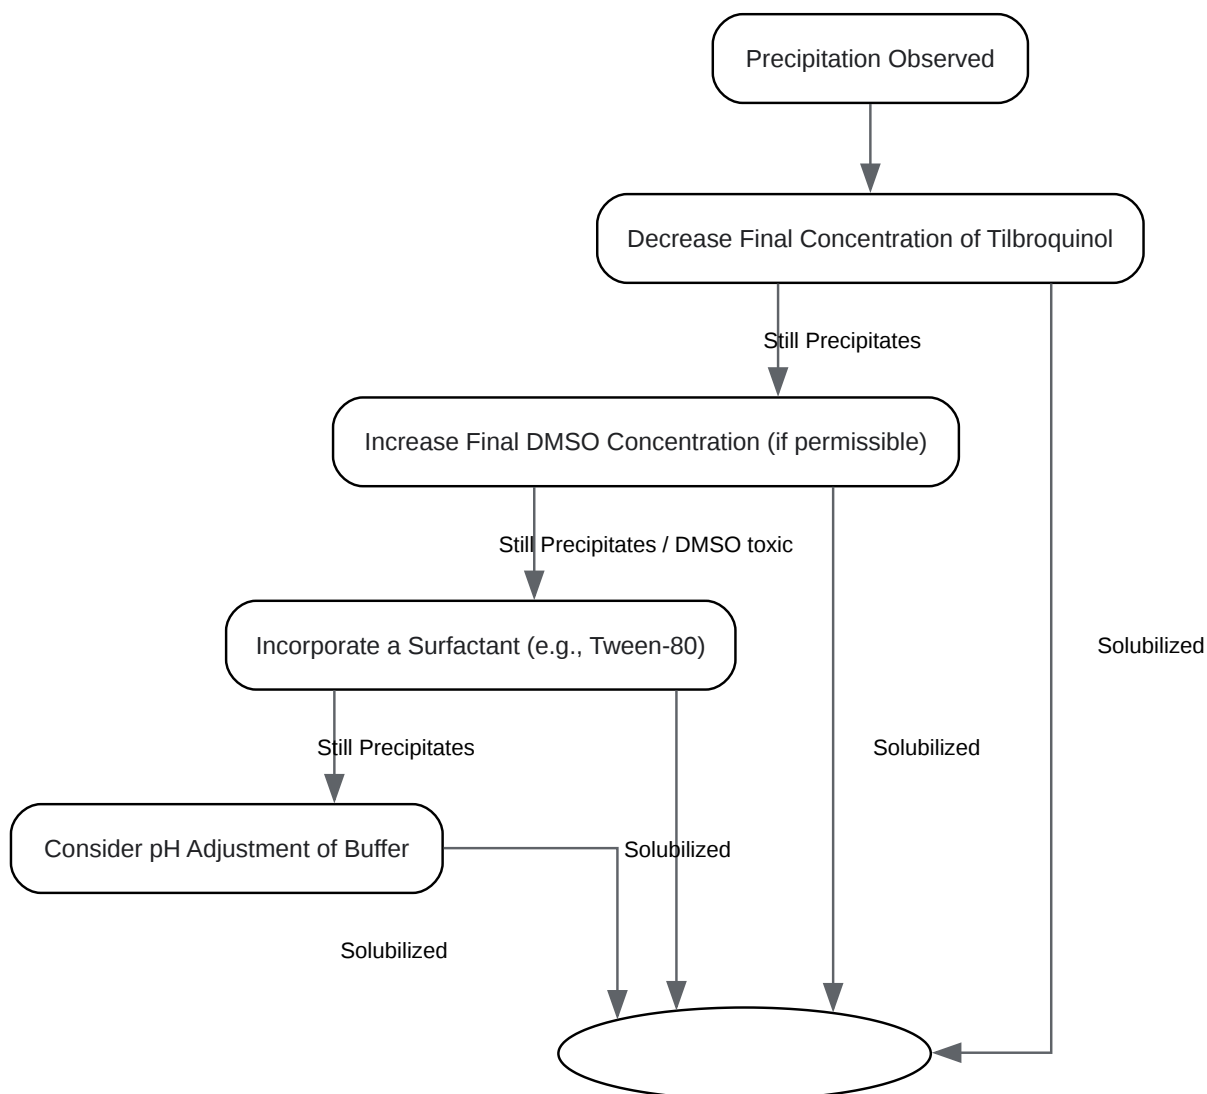 Precipitation Observed
Decrease Final Concentration of Tilbroquinol
Still Precipitates
Increase Final DMSO Concentration (if permissible)
Still Precipitates / DMSO toxic
Incorporate a Surfactant (e.g., Tween-80)
Solubilized
Still Precipitates
Solubilized
Consider pH Adjustment of Buffer
Solubilized
Solubilized